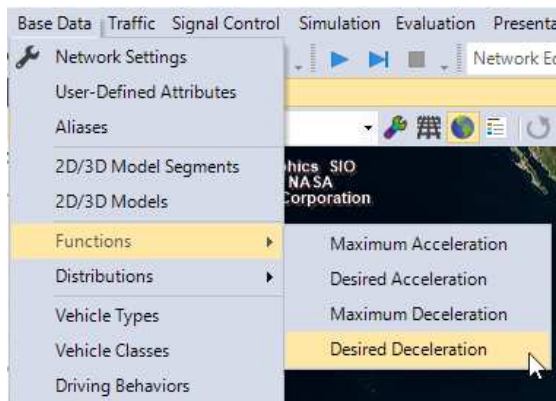 Base Data Traffic Signal Control Simulation Evaluation Presenta
Network Settings
Network Ed
User-Defined Attributes
Aliases
2D/3D Model Segments
hics SIO
NASA
2D/3D Models
Corporation
Functions
Maximum Acceleration
Distributions
Desired Acceleration
Vehicle Types
Maximum Deceleration
Vehicle Classes
Desired Deceleration
Driving Behaviors